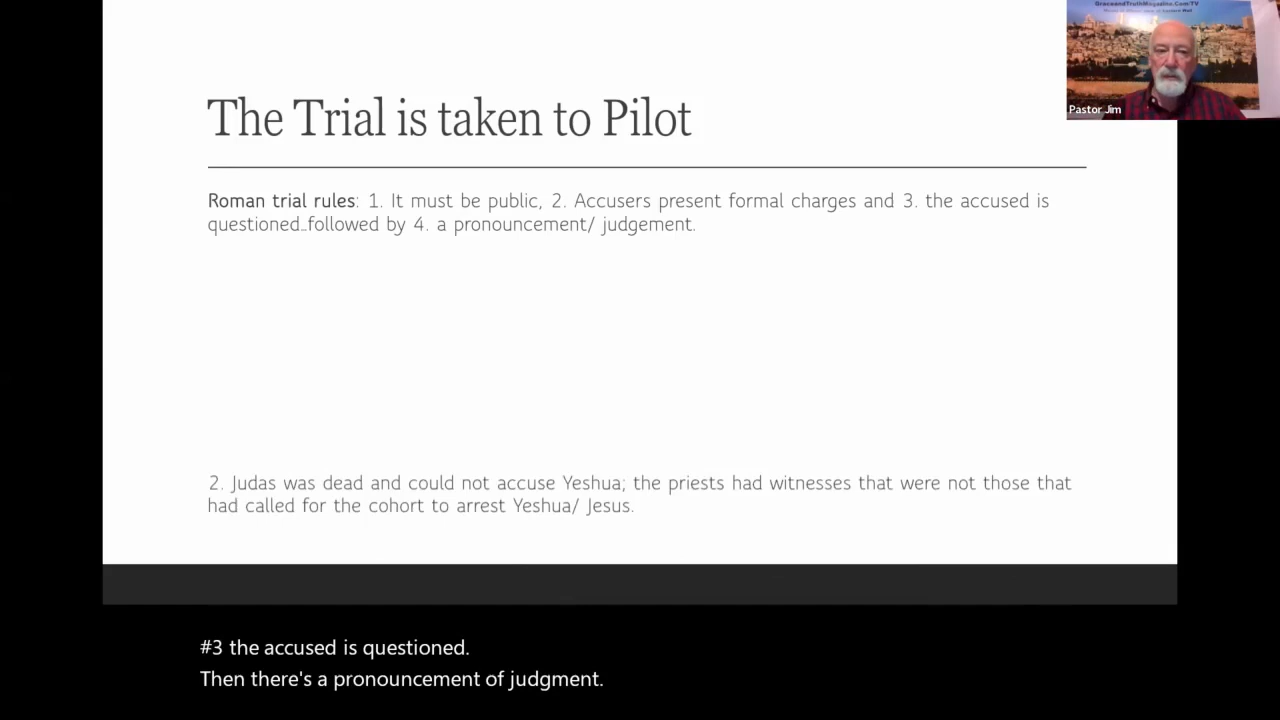 GraceandTruthMagazine.Com/TV
Pastor Jim
The Trial is taken to Pilot
Roman trial rules: 1. It must be public, 2. Accusers present formal charges and 3. the accused is
questioned…followed by 4. a pronouncement/ judgement.
2. Judas was dead and could not accuse Yeshua; the priests had witnesses that were not those that
had called for the cohort to arrest Yeshua/ Jesus.
#3 the accused is questioned.
Then there's a pronouncement of judgment.